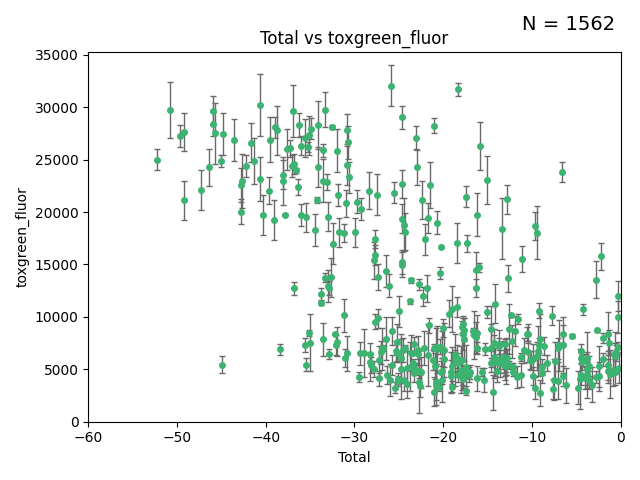 N = 1562
Total vs toxgreen_fluor
35000
30000
25000
20000
15000
10000
5000
0
toxgreen_fluor
−60 −50 −40 −30 −20 −10 0
Total